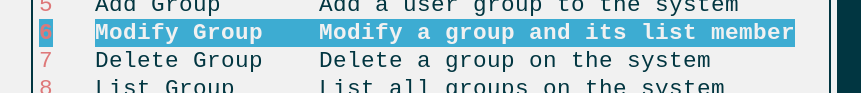 5 Add Group Add a user group to the system
6 Modify Group Modify a group and its list member
7 Delete Group Delete a group on the system
8 List Group List all groups on the system